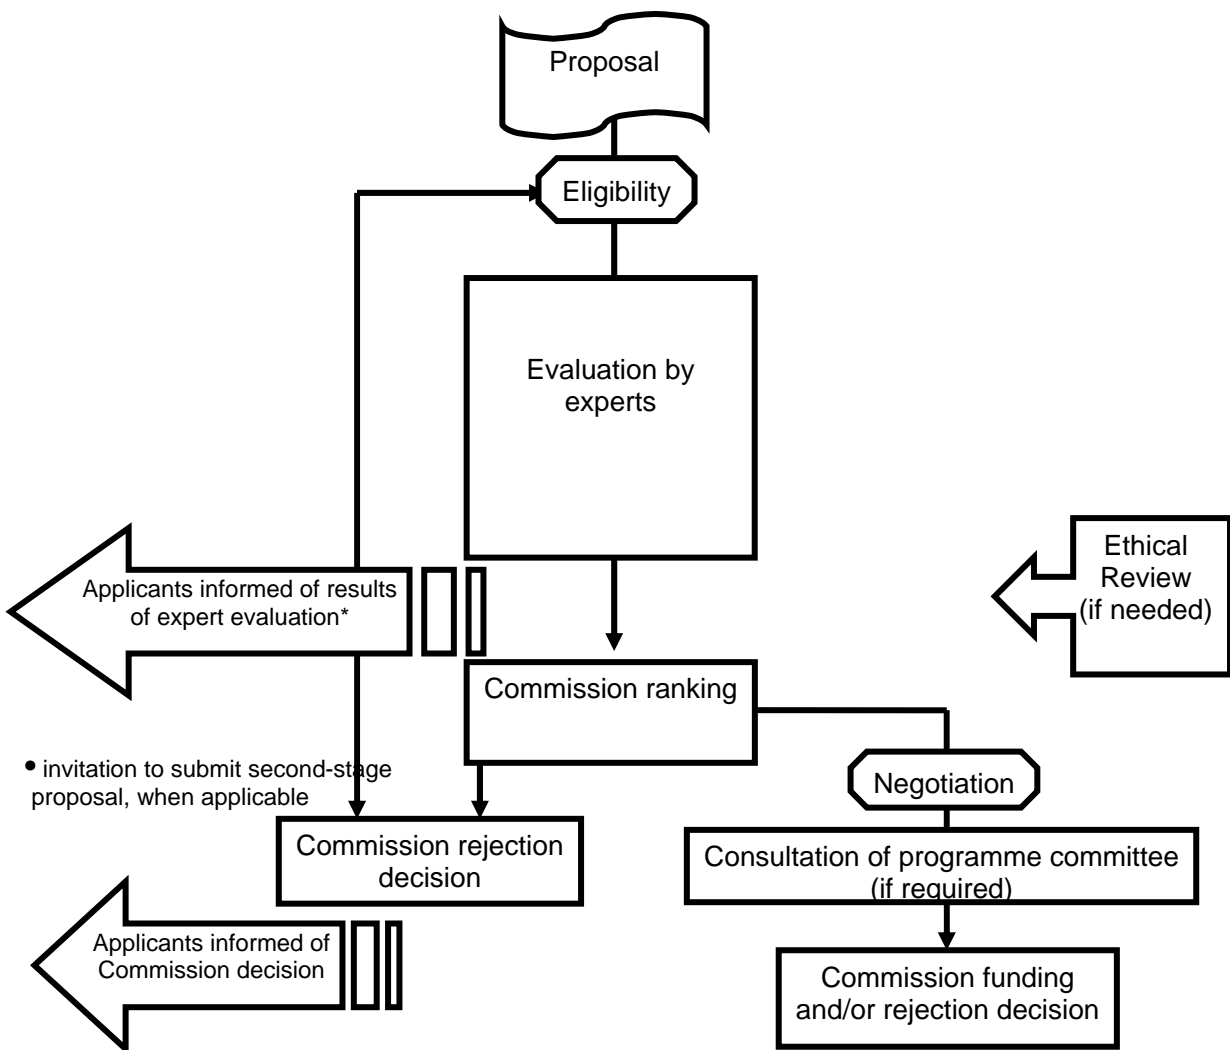 Proposal
Eligibility
Evaluation by
experts
Ethical
Review
(if needed)
Applicants informed of results
of expert evaluation*
Commission ranking
• invitation to submit second-stage
proposal, when applicable
Negotiation
Commission rejection
decision
Consultation of programme committee
(if required)
Applicants informed of
Commission decision
Commission funding
and/or rejection decision